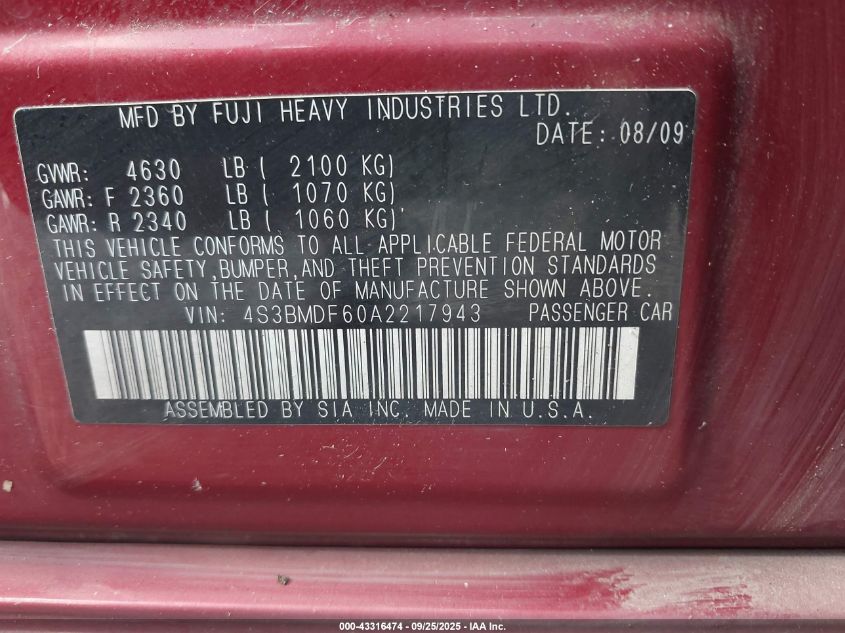 MFD BY FUJI HEAVY INDUSTRIES LTD.
DATE: 08/09
GVWR: 4630 LB ( 2100 KG)
GAWR: F 2360 LB ( 1070 KG)
GAWR: R 2340 LB ( 1060 KG)
THIS VEHICLE CONFORMS TO ALL APPLICABLE FEDERAL MOTOR
VEHICLE SAFETY, BUMPER, AND THEFT PREVENTION STANDARDS
IN EFFECT ON THE DATE OF MANUFACTURE SHOWN ABOVE.
VIN: 4S3BMDF60A2217943 PASSENGER CAR
ASSEMBLED BY SIA INC. MADE IN U.S.A.
000-43316474 - 09/25/2025 - IAA Inc.